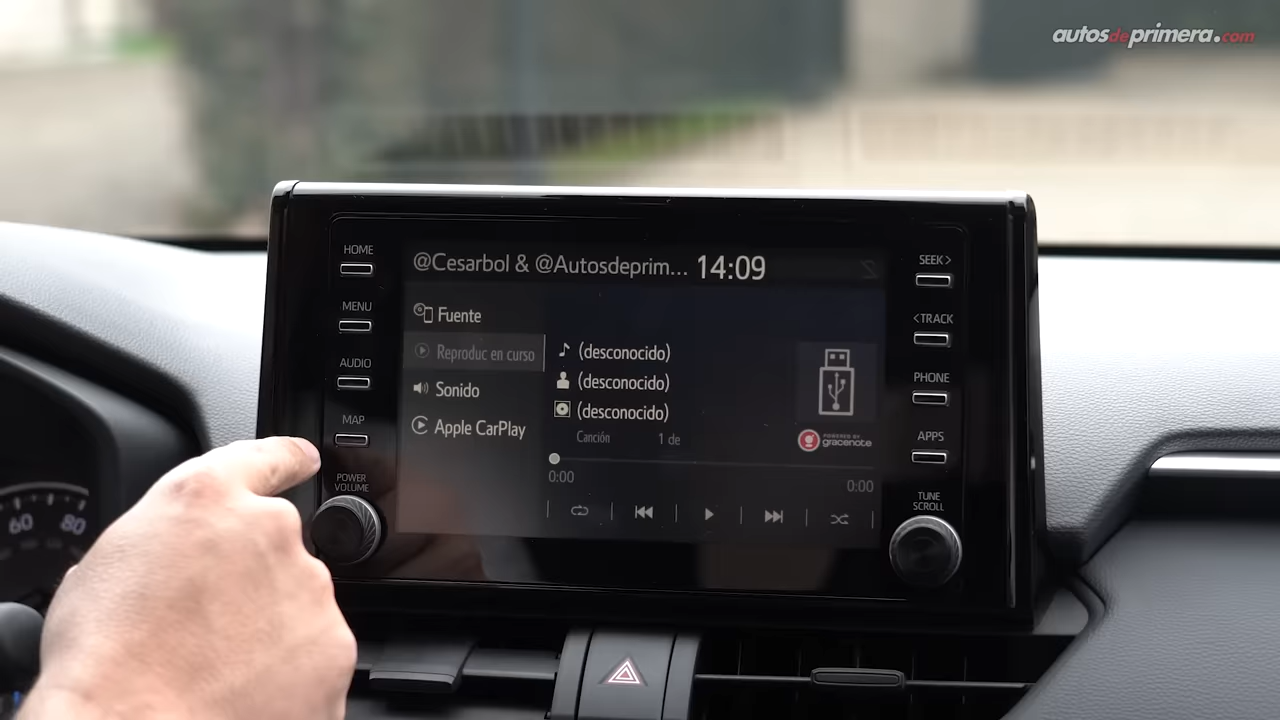 autosdeprimera.com
HOME
MENU
AUDIO
MAP
POWER
VOLUME
@Cesarbol & @Autosdeprim... 14:09
Fuente
Reproduc en curso
Sonido
Apple CarPlay
(desconocido)
(desconocido)
(desconocido)
Canción 1 de
0:00 0:00
POWERED BY
gracenote
SEEK>
<TRACK
PHONE
APPS
TUNE
SCROLL
60 80